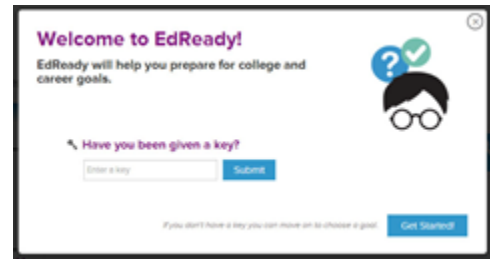 Welcome to EdReady!
EdReady will help you prepare for college and
career goals.
Have you been given a key?
Enter a key
Submit
If you don't have a key you can move on to choose a goal.
Get Started!